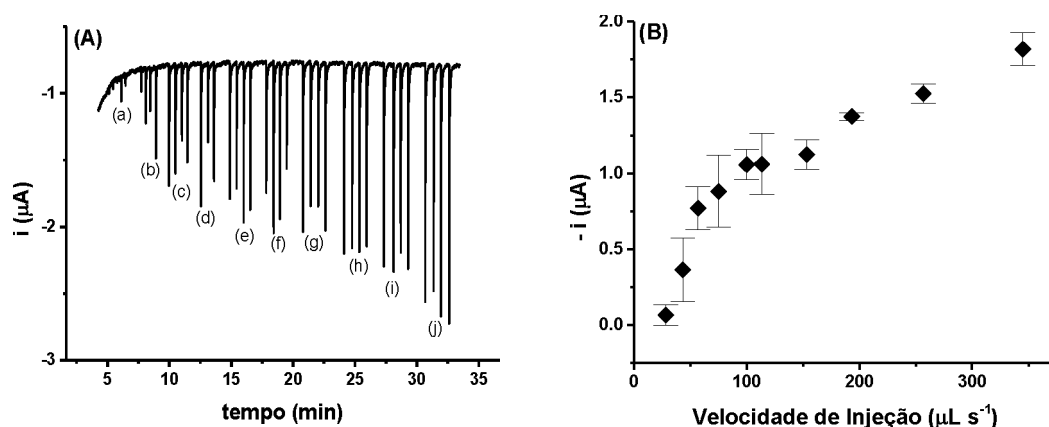 (A)
-1
-2
-3
i (µA)
(a)
(b)
(c)
(d)
(e)
(f)
(g)
(h)
(i)
(j)
5 10 15 20 25 30 35
tempo (min)
(B)
2.0
1.5
1.0
0.5
0.0
- i (µA)
0 100 200 300
Velocidade de Injeção (µL s⁻¹)